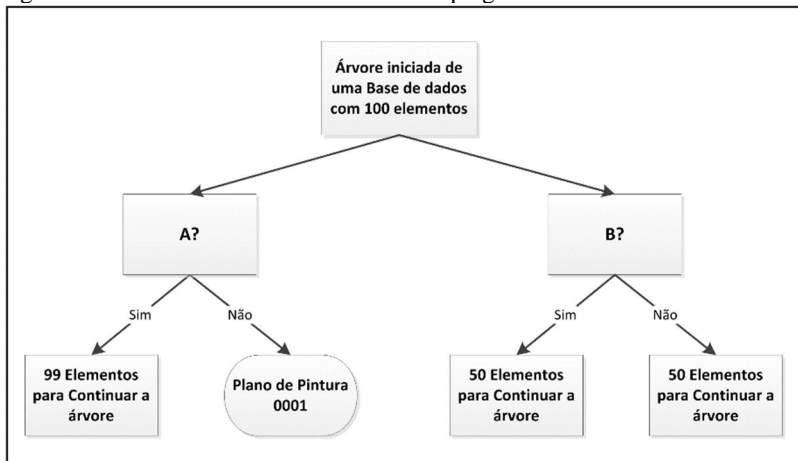 Árvore iniciada de
uma Base de dados
com 100 elementos
A?
B?
Sim
Não
Sim
Não
99 Elementos
para Continuar a
árvore
Plano de Pintura
0001
50 Elementos
para Continuar a
árvore
50 Elementos
para Continuar a
árvore